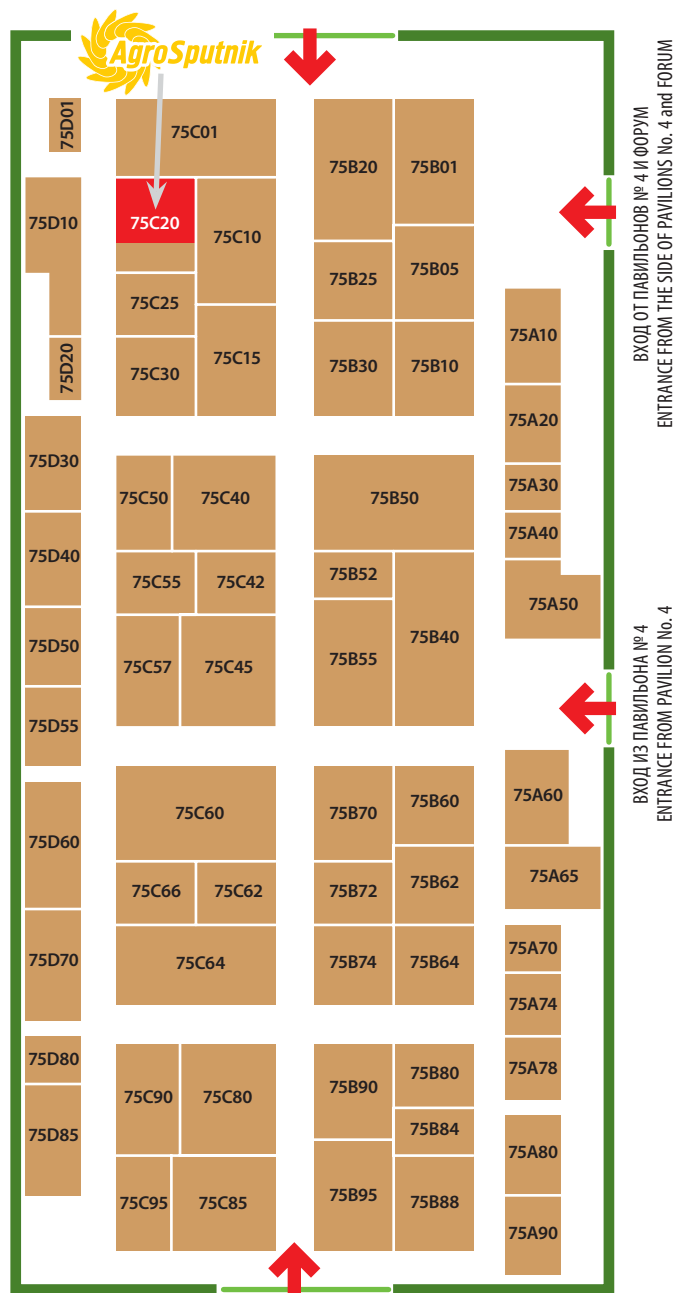 AgroSputnik
75D01
75C01
75B20
75B01
75D10
75C20
75C10
75C25
75B25
75B05
75A10
75D20
75C30
75C15
75B30
75B10
75A20
75D30
75C50
75C40
75B50
75A30
75A40
75D40
75C55
75C42
75B52
75A50
75D50
75C57
75C45
75B55
75B40
75D55
75D60
75C60
75B70
75B60
75A60
75C66
75C62
75B72
75B62
75A65
75D70
75C64
75B74
75B64
75A70
75A74
75D80
75C90
75C80
75B90
75B80
75A78
75D85
75B84
75A80
75C95
75C85
75B95
75B88
75A90
ВХОД ОТ ПАВИЛЬОНОВ № 4 И ФОРУМ
ENTRANCE FROM THE SIDE OF PAVILIONS No. 4 and FORUM
ВХОД ИЗ ПАВИЛЬОНА № 4
ENTRANCE FROM PAVILION No. 4